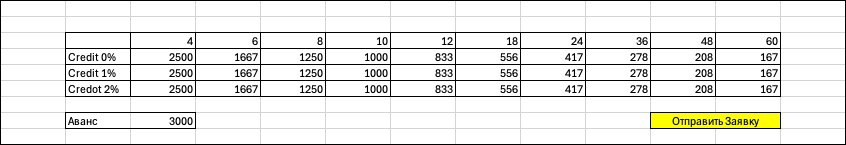 4 6 8 10 12 18 24 36 48 60
Credit 0% 2500 1667 1250 1000 833 556 417 278 208 167
Credit 1% 2500 1667 1250 1000 833 556 417 278 208 167
Credot 2% 2500 1667 1250 1000 833 556 417 278 208 167
Аванс 3000 Отправить Заявку